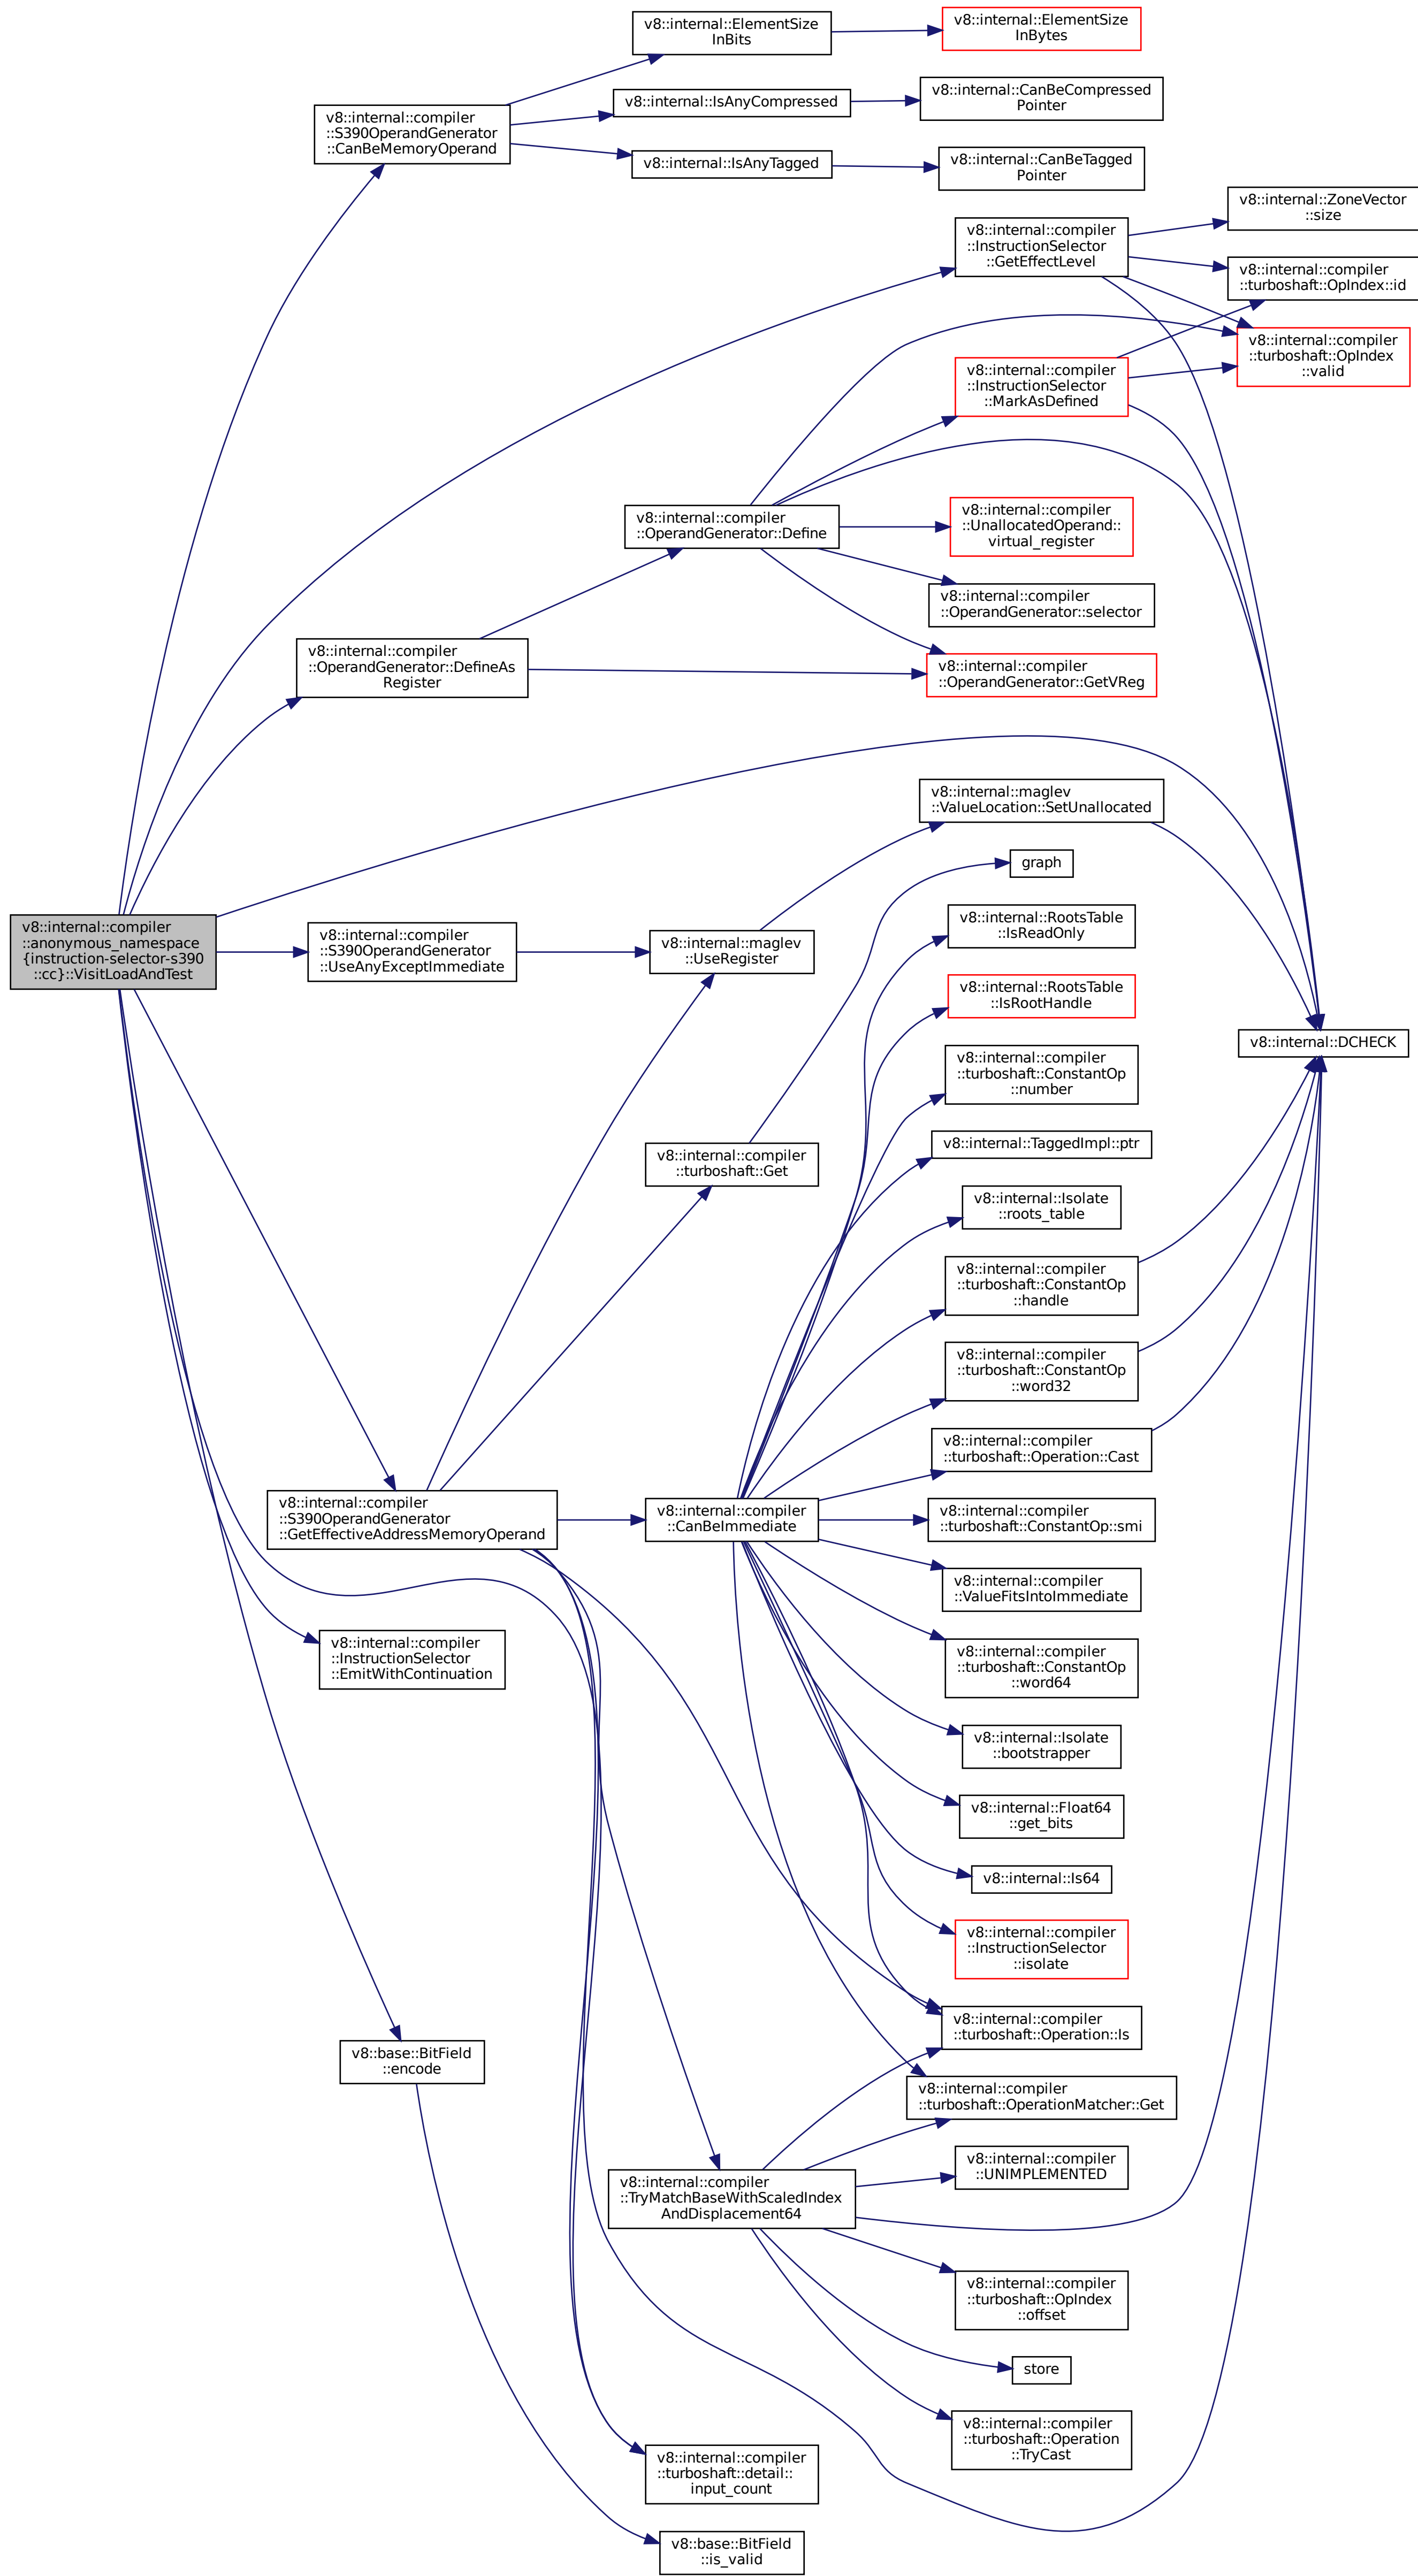 v8::internal::ElementSize
InBits
v8::internal::ElementSize
InBytes
v8::internal::compiler
::S390OperandGenerator
::CanBeMemoryOperand
v8::internal::IsAnyCompressed
v8::internal::CanBeCompressed
Pointer
v8::internal::IsAnyTagged
v8::internal::CanBeTagged
Pointer
v8::internal::ZoneVector
::size
v8::internal::compiler
::InstructionSelector
::GetEffectLevel
v8::internal::compiler
::turboshaft::OpIndex::id
v8::internal::compiler
::turboshaft::OpIndex
::valid
v8::internal::compiler
::InstructionSelector
::MarkAsDefined
v8::internal::compiler
::OperandGenerator::Define
v8::internal::compiler
::UnallocatedOperand::
virtual_register
v8::internal::compiler
::OperandGenerator::selector
v8::internal::compiler
::OperandGenerator::DefineAs
Register
v8::internal::compiler
::OperandGenerator::GetVReg
v8::internal::maglev
::ValueLocation::SetUnallocated
graph
v8::internal::compiler
::anonymous_namespace
{instruction-selector-s390
::cc}::VisitLoadAndTest
v8::internal::compiler
::S390OperandGenerator
::UseAnyExceptImmediate
v8::internal::maglev
::UseRegister
v8::internal::RootsTable
::IsReadOnly
v8::internal::RootsTable
::IsRootHandle
v8::internal::DCHECK
v8::internal::compiler
::turboshaft::ConstantOp
::number
v8::internal::compiler
::turboshaft::Get
v8::internal::TaggedImpl::ptr
v8::internal::Isolate
::roots_table
v8::internal::compiler
::turboshaft::ConstantOp
::handle
v8::internal::compiler
::turboshaft::ConstantOp
::word32
v8::internal::compiler
::turboshaft::Operation::Cast
v8::internal::compiler
::S390OperandGenerator
::GetEffectiveAddressMemoryOperand
v8::internal::compiler
::CanBeImmediate
v8::internal::compiler
::turboshaft::ConstantOp::smi
v8::internal::compiler
::ValueFitsIntoImmediate
v8::internal::compiler
::InstructionSelector
::EmitWithContinuation
v8::internal::compiler
::turboshaft::ConstantOp
::word64
v8::internal::Isolate
::bootstrapper
v8::internal::Float64
::get_bits
v8::internal::Is64
v8::internal::compiler
::InstructionSelector
::isolate
v8::internal::compiler
::turboshaft::Operation::Is
v8::base::BitField
::encode
v8::internal::compiler
::turboshaft::OperationMatcher::Get
v8::internal::compiler
::UNIMPLEMENTED
v8::internal::compiler
::TryMatchBaseWithScaledIndex
AndDisplacement64
v8::internal::compiler
::turboshaft::OpIndex
::offset
store
v8::internal::compiler
::turboshaft::Operation
::TryCast
v8::internal::compiler
::turboshaft::detail::
input_count
v8::base::BitField
::is_valid